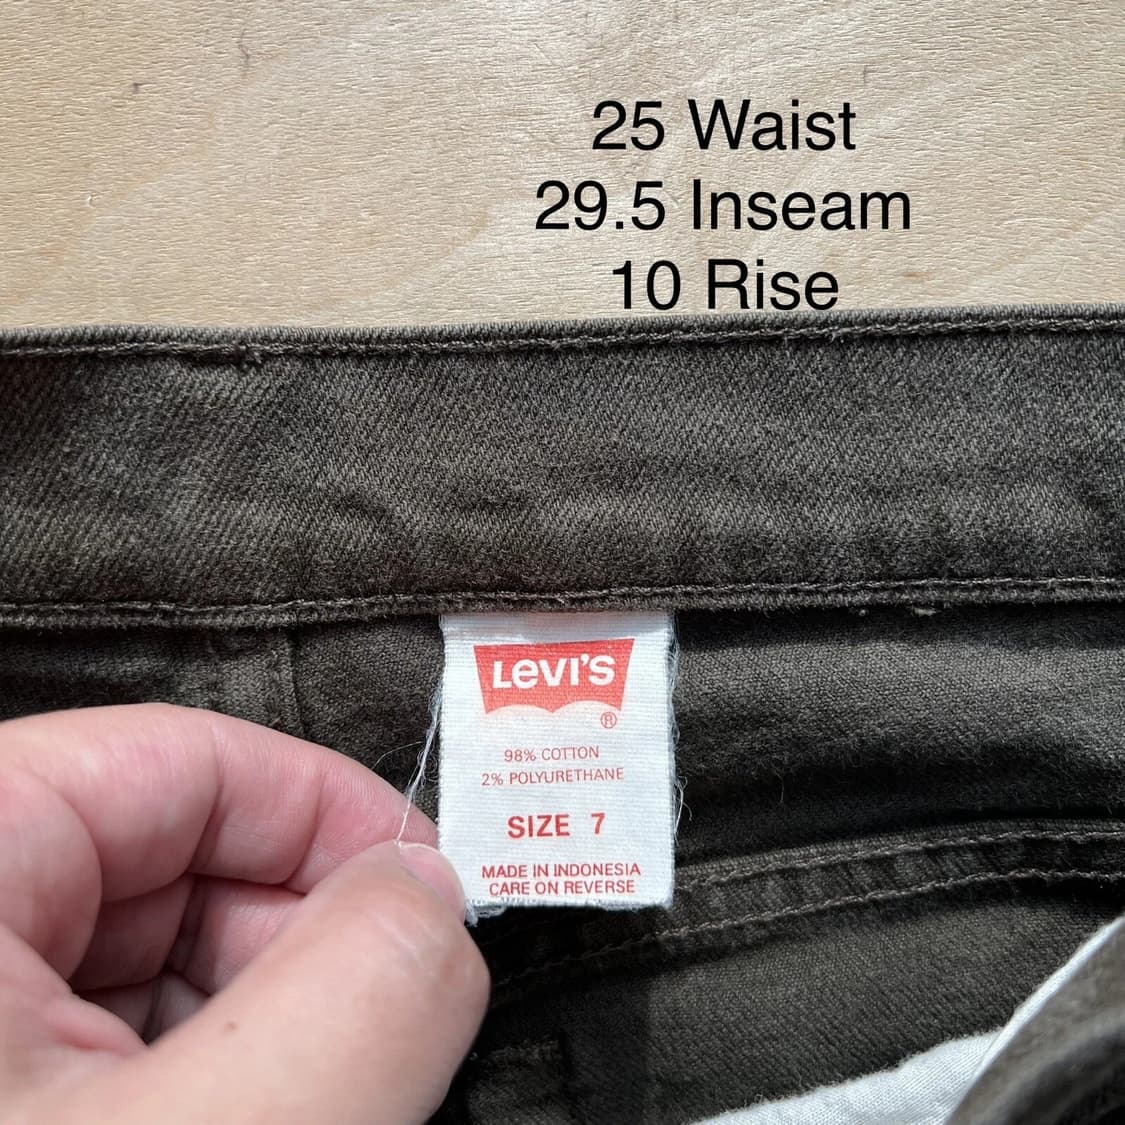 25 Waist
29.5 Inseam
10 Rise
LEVI'S
®
98% COTTON
2% POLYURETHANE
SIZE 7
MADE IN INDONESIA
CARE ON REVERSE